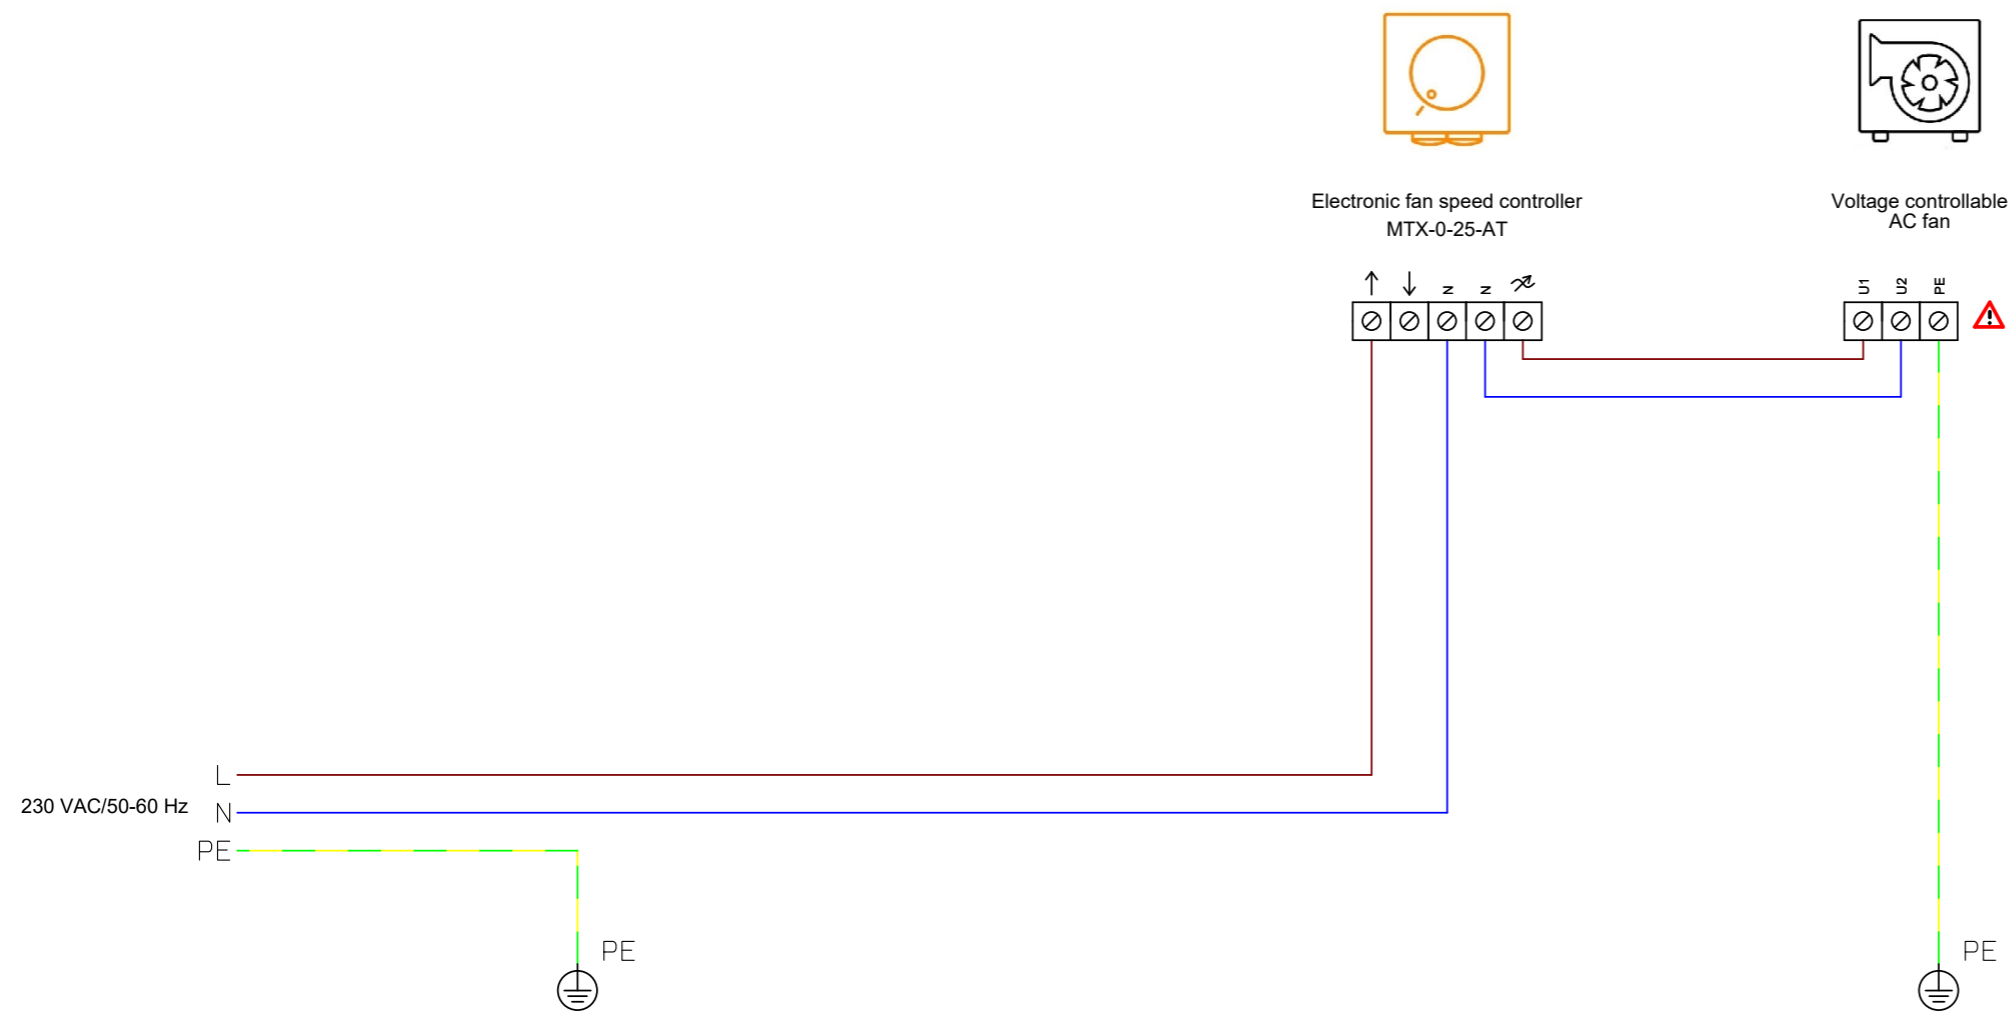 Electronic fan speed controller
MTX-0-25-AT
Voltage controllable
AC fan
↑ ↓ N N
U1 U2 PE
L
230 VAC/50-60 Hz N
PE
PE
PE